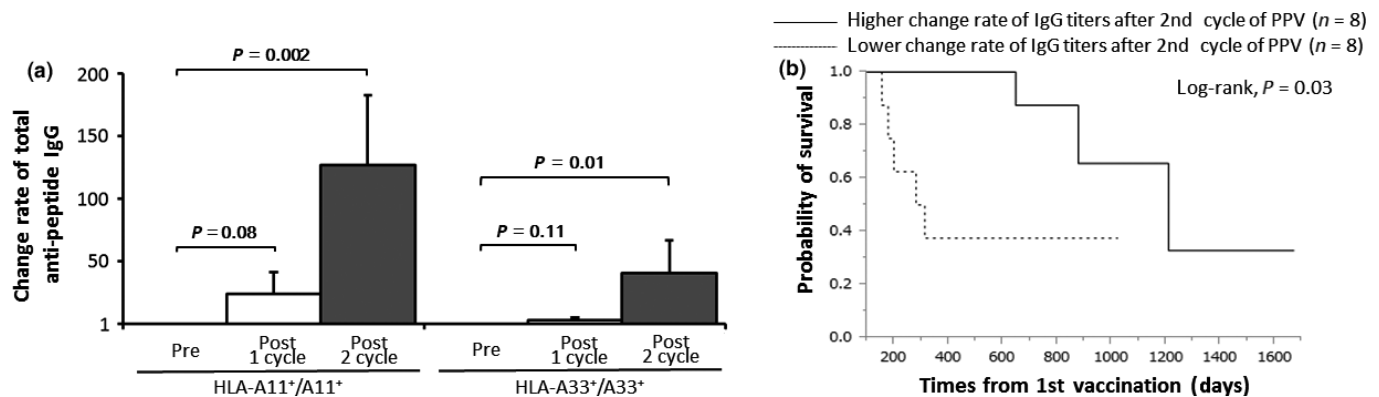 (a)
Change rate of total
anti-peptide IgG
200
150
100
50
1
P = 0.002
P = 0.08
P = 0.01
P = 0.11
Pre
Post
1 cycle
Post
2 cycle
Pre
Post
1 cycle
Post
2 cycle
HLA-A11⁺/A11⁺
HLA-A33⁺/A33⁺
Higher change rate of IgG titers after 2nd cycle of PPV (n = 8)
Lower change rate of IgG titers after 2nd cycle of PPV (n = 8)
(b)
Log-rank, P = 0.03
Probability of survival
1.0
0.8
0.6
0.4
0.2
0.0
200 400 600 800 1000 1200 1400 1600
Times from 1st vaccination (days)